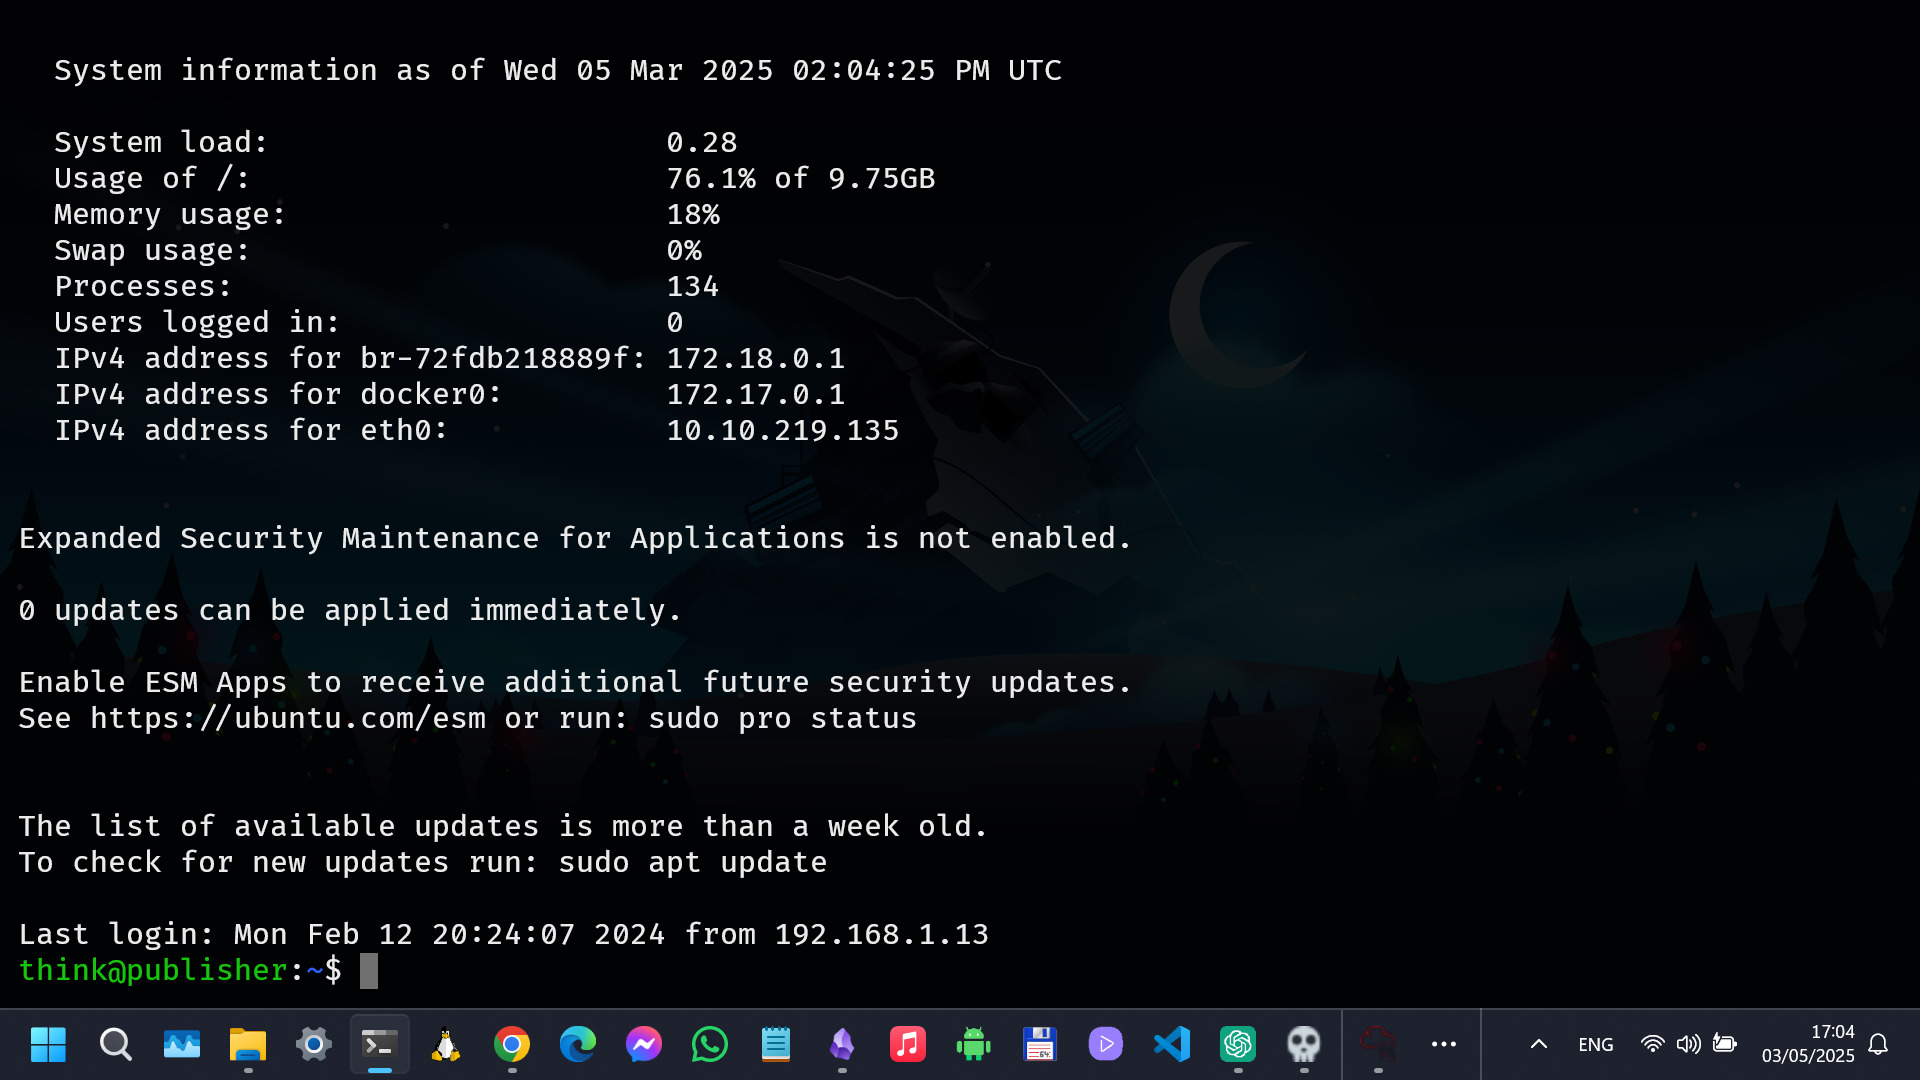 System information as of Wed 05 Mar 2025 02:04:25 PM UTC
System load: 0.28
Usage of /: 76.1% of 9.75GB
Memory usage: 18%
Swap usage: 0%
Processes: 134
Users logged in: 0
IPv4 address for br-72fdb218889f: 172.18.0.1
IPv4 address for docker0: 172.17.0.1
IPv4 address for eth0: 10.10.219.135
Expanded Security Maintenance for Applications is not enabled.
0 updates can be applied immediately.
Enable ESM Apps to receive additional future security updates.
See https://ubuntu.com/esm or run: sudo pro status
The list of available updates is more than a week old.
To check for new updates run: sudo apt update
Last login: Mon Feb 12 20:24:07 2024 from 192.168.1.13
think@publisher:~$
64
ENG
17:04
03/05/2025